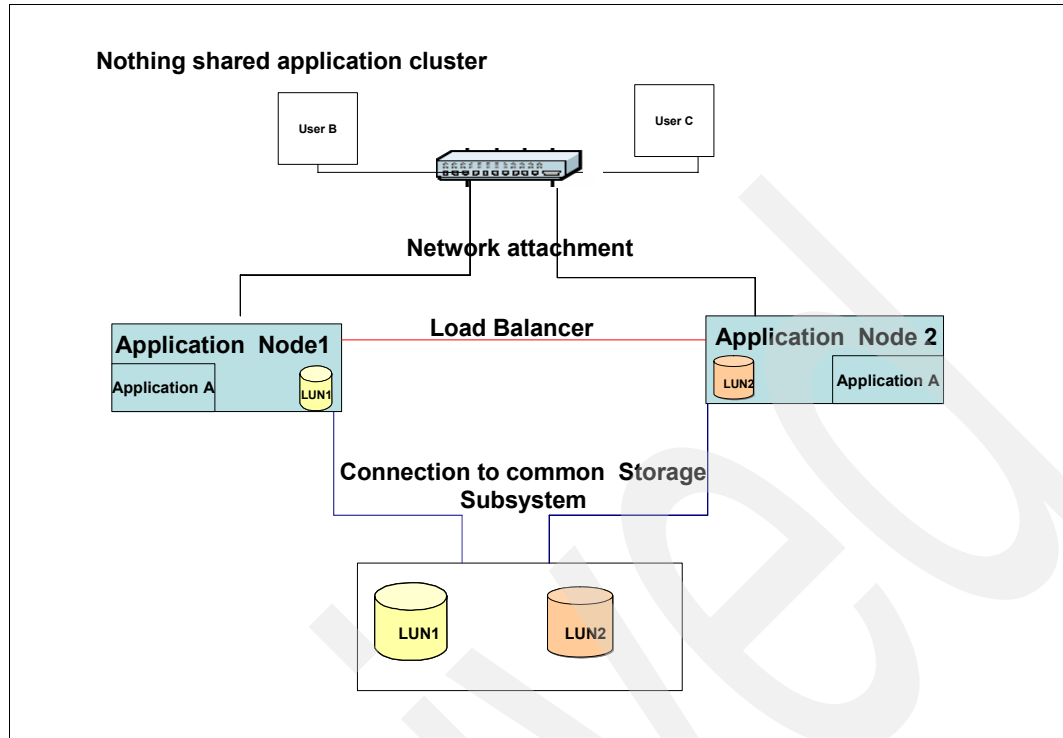 Nothing shared application cluster
User B
User C
Network attachment
Load Balancer
Application Node1
Application A
LUN1
Application Node 2
LUN2
Application A
Connection to common Storage
Subsystem
LUN1
LUN2